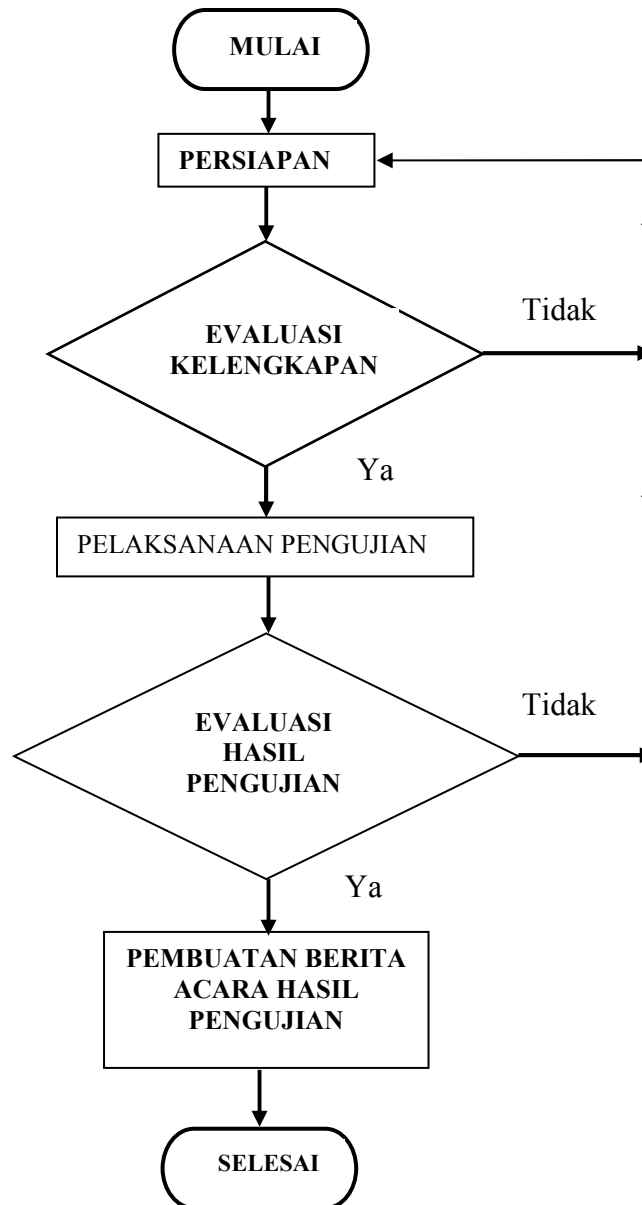 MULAI
PERSIAPAN
Tidak
EVALUASI
KELENGKAPAN
Ya
PELAKSANAAN PENGUJIAN
Tidak
EVALUASI
HASIL
PENGUJIAN
Ya
PEMBUATAN BERITA
ACARA HASIL
PENGUJIAN
SELESAI